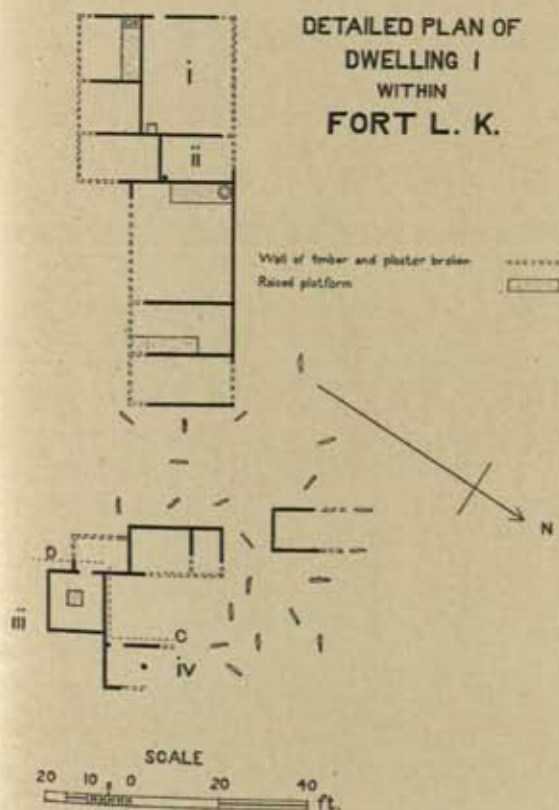 DETAILED PLAN OF
DWELLING I
WITHIN
FORT L. K.
i
ii
Wall of timber and plaster broken
Raised platform
N
D
iii
C
iv
SCALE
20 10 5 0 20 40
ft.